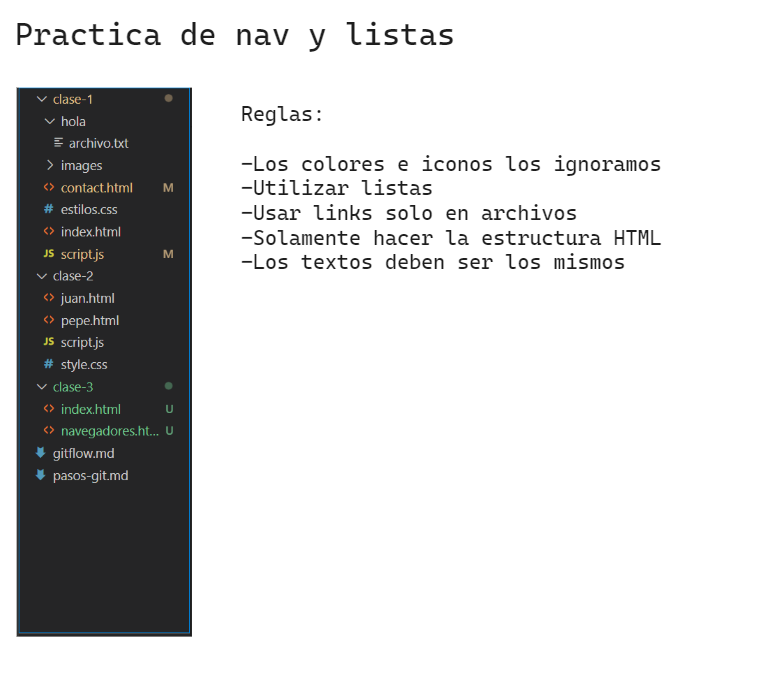 Practica de nav y listas
clase-1
hola
archivo.txt
images
contact.html M
estilos.css
index.html
JS script.js M
clase-2
juan.html
pepe.html
JS script.js
style.css
clase-3
index.html U
navegadores.ht... U
gitflow.md
pasos-git.md
Reglas:
-Los colores e iconos los ignoramos
-Utilizar listas
-Usar links solo en archivos
-Solamente hacer la estructura HTML
-Los textos deben ser los mismos